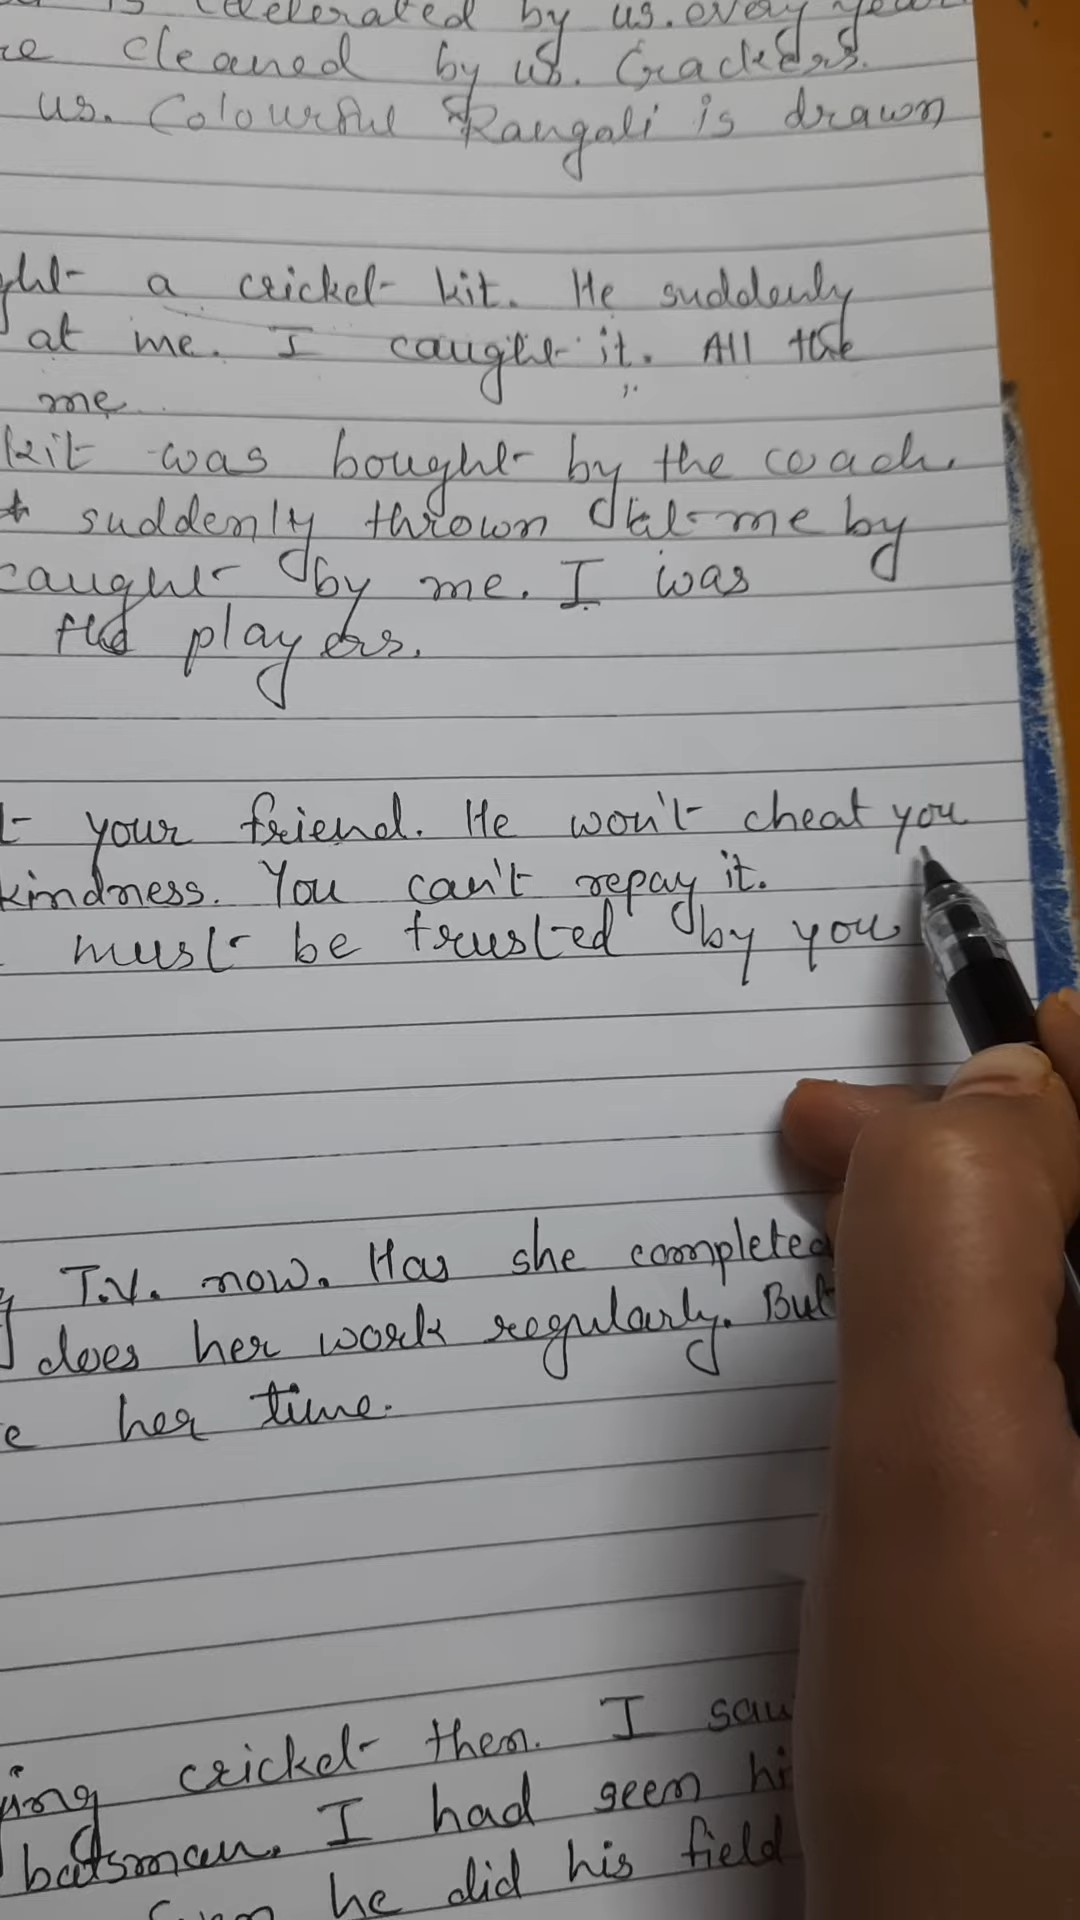 is celebrated by us. every year
cleaned by us. Crackers
us. Colourful Rangali is drawn
a cricket kit. He suddenly
at me. I caught it. All the
me
kit was bought by the coach.
suddenly thrown at me by
caught by me. I was
the players.
your friend. He won't cheat you
kindness. You can't repay it.
must be trusted by you
T.V. now. Has she completed
does her work regularly. But
her time.
cricket then. I saw
batsman. I had seen hi
he did his field